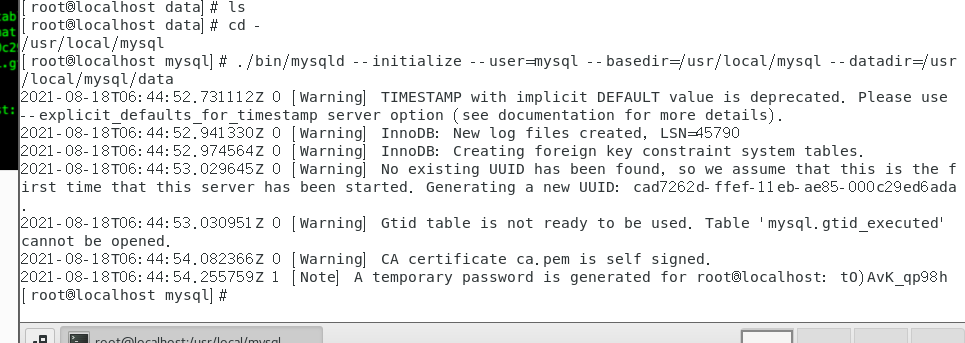 [root@localhost data]# ls
[root@localhost data]# cd -
/usr/local/mysql
[root@localhost mysql]# ./bin/mysqld --initialize --user=mysql --basedir=/usr/local/mysql --datadir=/usr
/local/mysql/data
2021-08-18T06:44:52.731112Z 0 [Warning] TIMESTAMP with implicit DEFAULT value is deprecated. Please use
--explicit_defaults_for_timestamp server option (see documentation for more details).
2021-08-18T06:44:52.941330Z 0 [Warning] InnoDB: New log files created, LSN=45790
2021-08-18T06:44:52.974564Z 0 [Warning] InnoDB: Creating foreign key constraint system tables.
2021-08-18T06:44:53.029645Z 0 [Warning] No existing UUID has been found, so we assume that this is the f
irst time that this server has been started. Generating a new UUID: cad7262d-ffef-11eb-ae85-000c29ed6ada
.
2021-08-18T06:44:53.030951Z 0 [Warning] Gtid table is not ready to be used. Table 'mysql.gtid_executed'
cannot be opened.
2021-08-18T06:44:54.082366Z 0 [Warning] CA certificate ca.pem is self signed.
2021-08-18T06:44:54.255759Z 1 [Note] A temporary password is generated for root@localhost: tO)AvK_qp98h
[root@localhost mysql]#
root@localhost:/usr/local/mysql